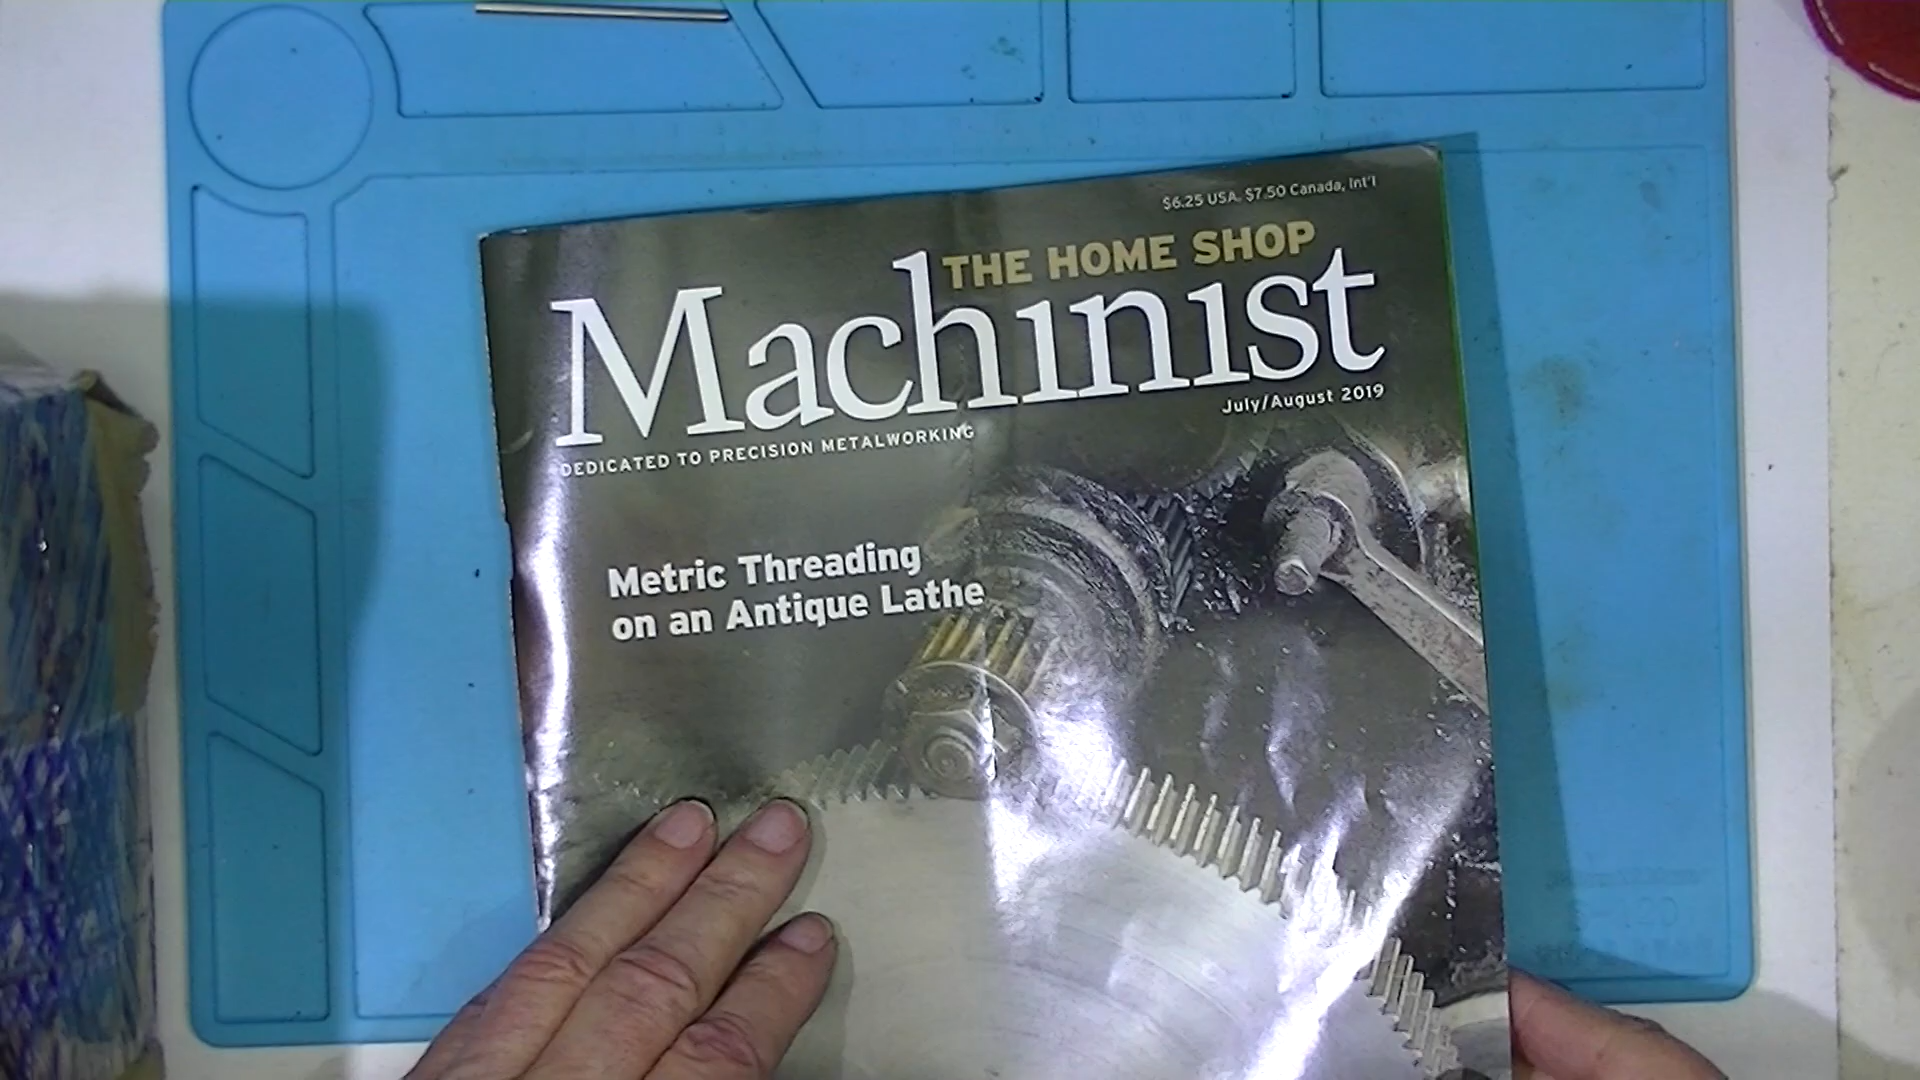 $6.25 USA. $7.50 Canada, Int'l
THE HOME SHOP
Machinist
July/August 2019
DEDICATED TO PRECISION METALWORKING
Metric Threading
on an Antique Lathe